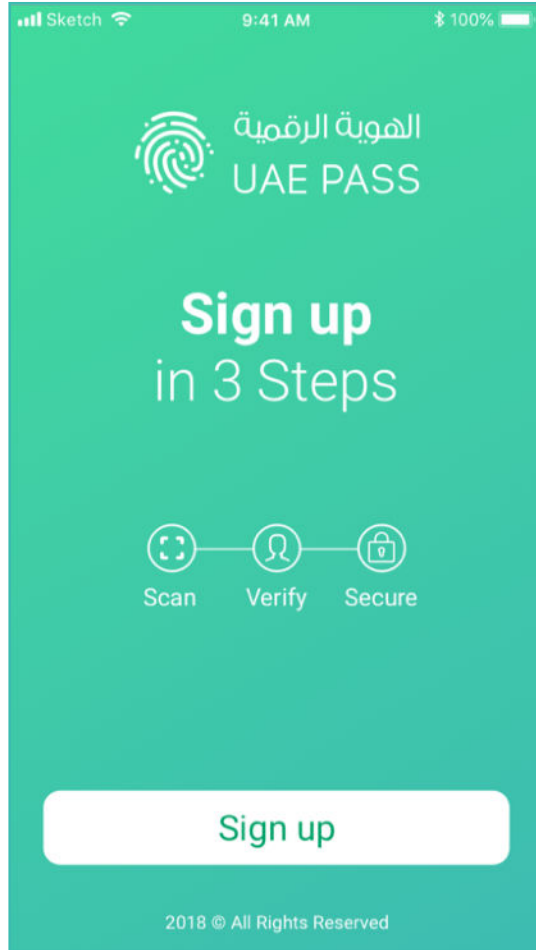 Sketch 9:41 AM 100%
الهوية الرقمية
UAE PASS
Sign up
in 3 Steps
Scan Verify Secure
Sign up
2018 © All Rights Reserved